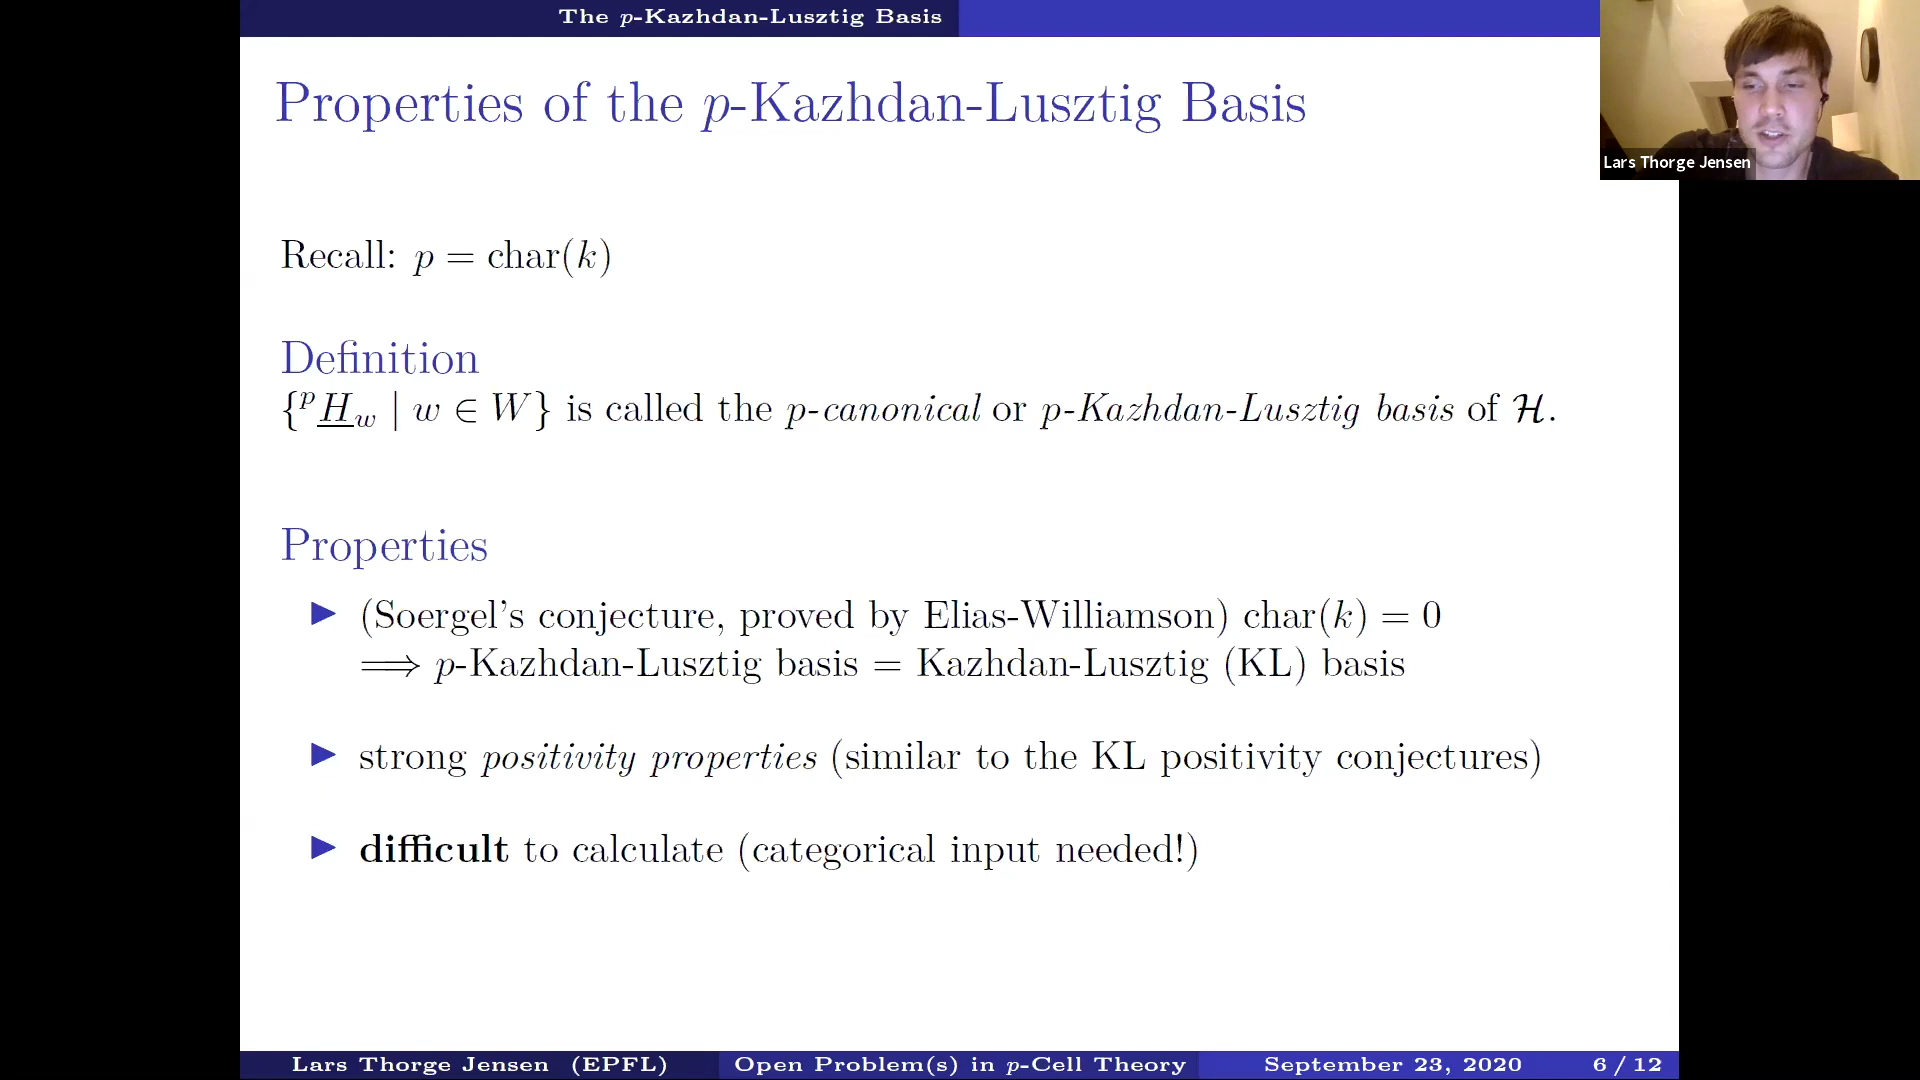 The p-Kazhdan-Lusztig Basis
Properties of the p-Kazhdan-Lusztig Basis
Lars Thorge Jensen
Recall: p = char(k)
Definition
{ᵖH̲_w | w ∈ W} is called the p-canonical or p-Kazhdan-Lusztig basis of ℋ.
Properties
▶ (Soergel's conjecture, proved by Elias-Williamson) char(k) = 0
⟹ p-Kazhdan-Lusztig basis = Kazhdan-Lusztig (KL) basis
▶ strong positivity properties (similar to the KL positivity conjectures)
▶ difficult to calculate (categorical input needed!)
Lars Thorge Jensen (EPFL) Open Problem(s) in p-Cell Theory September 23, 2020 6 / 12